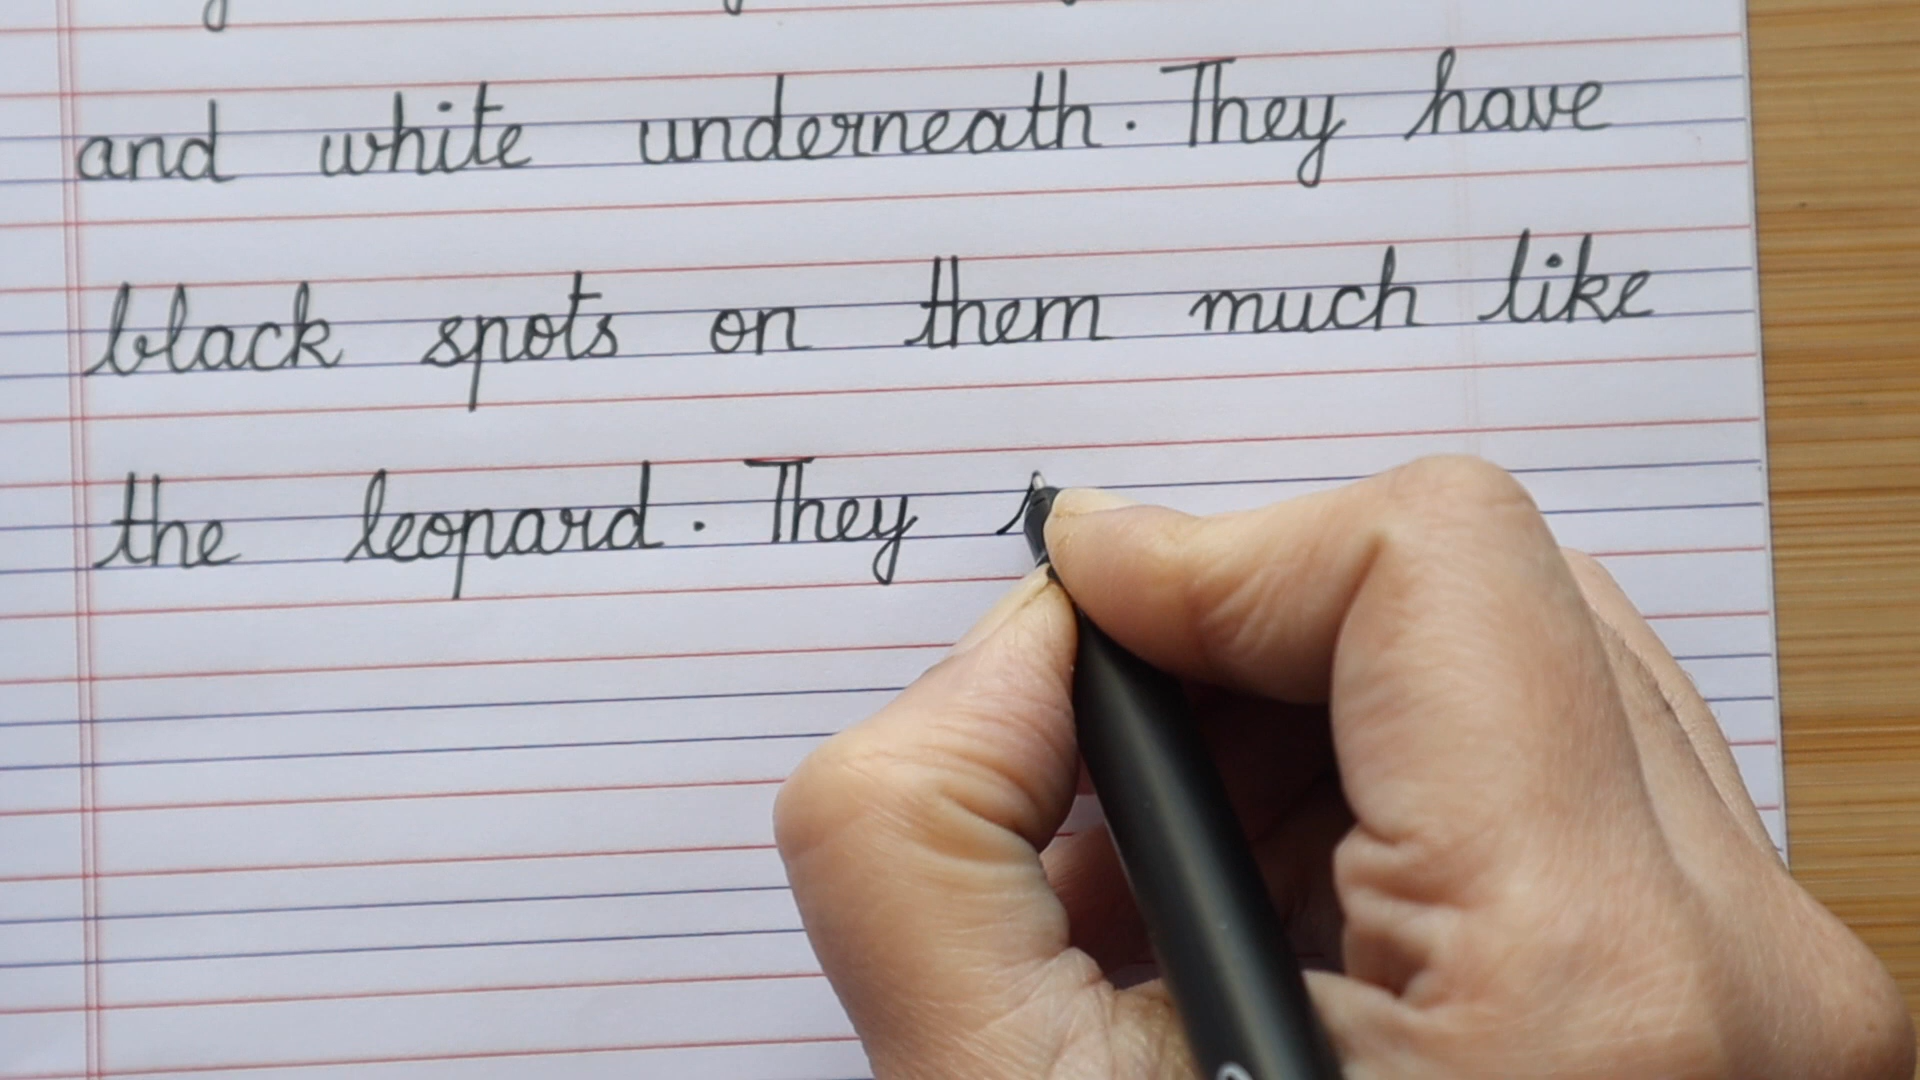 and white underneath. They have
black spots on them much like
the leopard. They